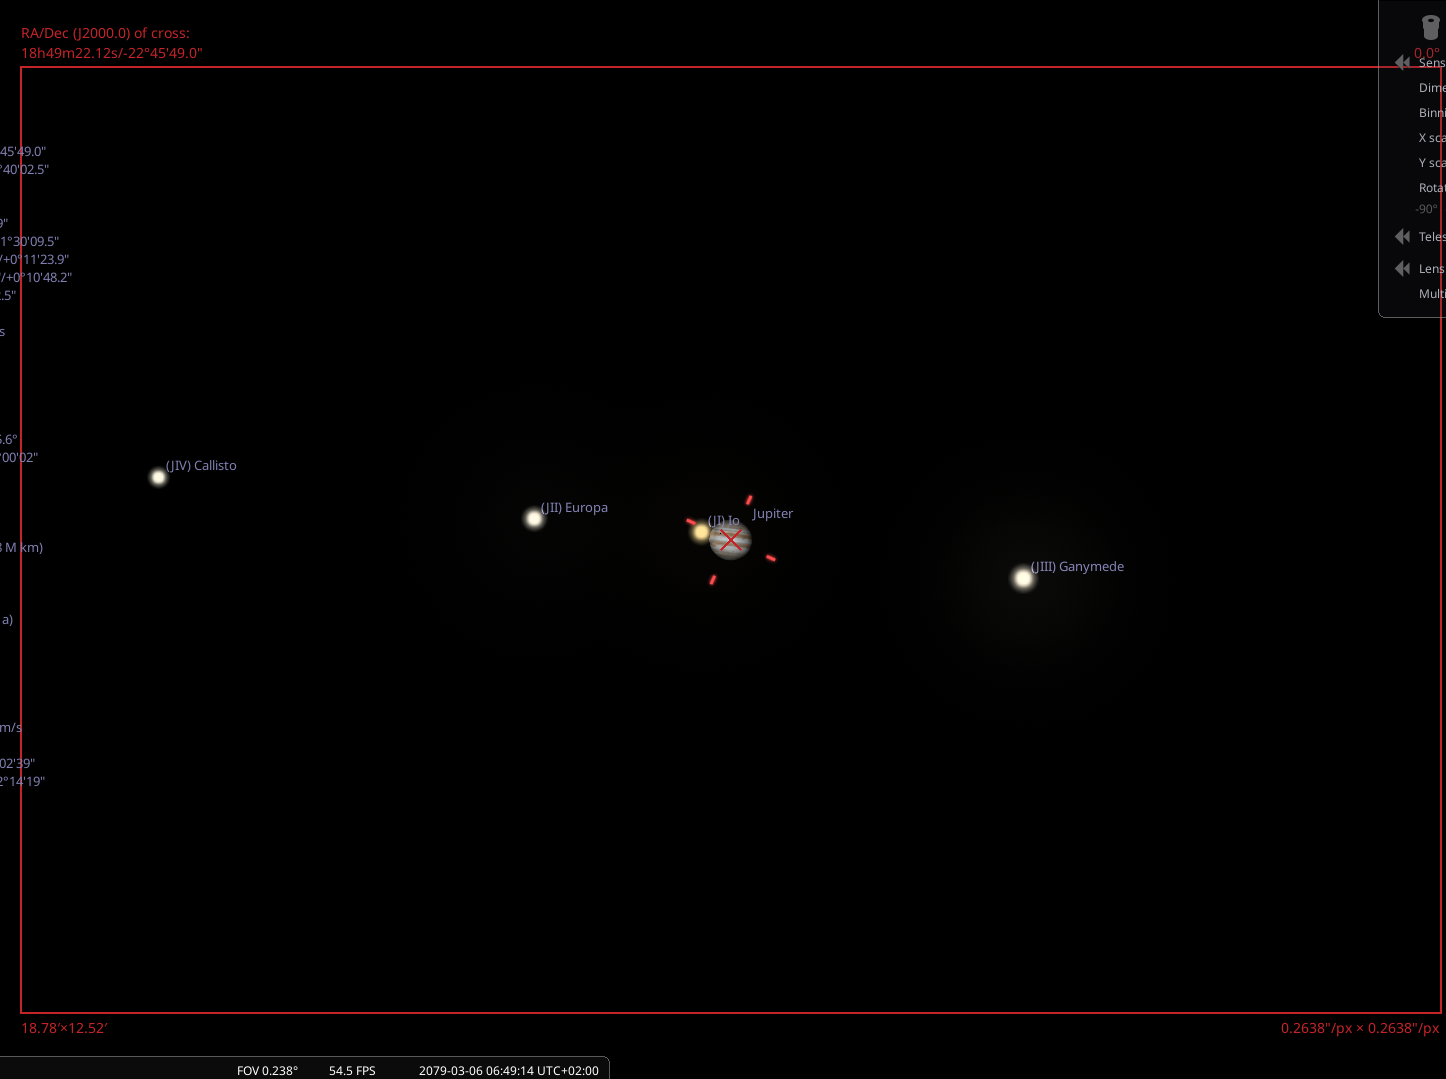 RA/Dec (J2000.0) of cross:
18h49m22.12s/-22°45'49.0"
0.0°
Sens
Dime
Binni
X sca
Y sca
Rotat
-90°
Teles
Lens
Multi
45'49.0"
°40'02.5"
9"
1°30'09.5"
/+0°11'23.9"
'/+0°10'48.2"
.5"
s
5.6°
°00'02"
(JIV) Callisto
(JII) Europa
(JI) Io
Jupiter
M km)
(JIII) Ganymede
a)
m/s
02'39"
2°14'19"
18.78'×12.52'
0.2638"/px × 0.2638"/px
FOV 0.238°
54.5 FPS
2079-03-06 06:49:14 UTC+02:00